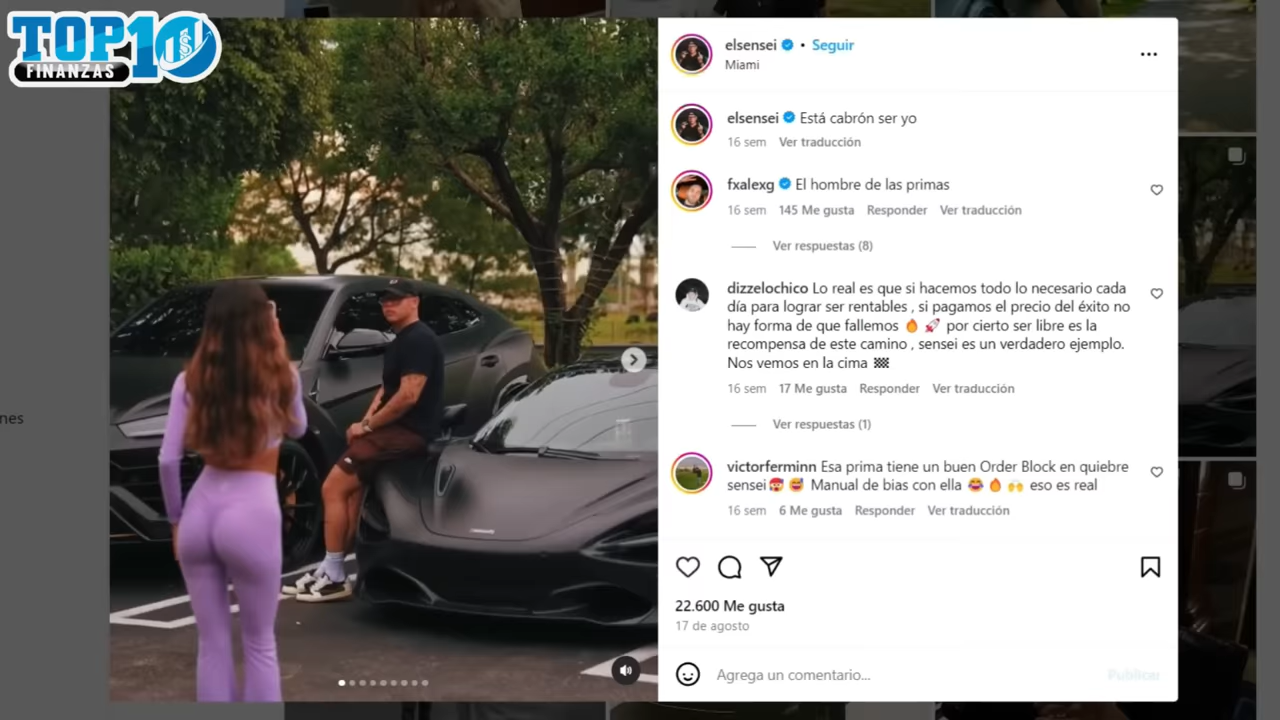 TOP10
FINANZAS
elsensei • Seguir
Miami
elsensei Está cabrón ser yo
16 sem Ver traducción
fxalexg El hombre de las primas
16 sem 145 Me gusta Responder Ver traducción
Ver respuestas (8)
dizzelochico Lo real es que si hacemos todo lo necesario cada
día para lograr ser rentables , si pagamos el precio del éxito no
hay forma de que fallemos 🔥 🚀 por cierto ser libre es la
recompensa de este camino , sensei es un verdadero ejemplo.
Nos vemos en la cima 🏁
16 sem 17 Me gusta Responder Ver traducción
Ver respuestas (1)
nes
victorferminn Esa prima tiene un buen Order Block en quiebre
sensei 😅 Manual de bias con ella 😂 🔥 🙌 eso es real
16 sem 6 Me gusta Responder Ver traducción
22.600 Me gusta
17 de agosto
Agrega un comentario...
Publicar